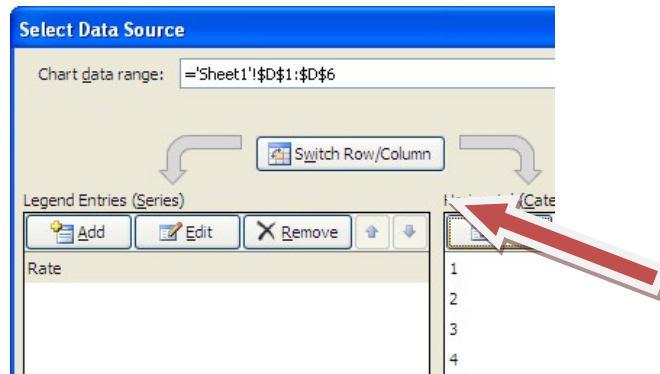 Select Data Source
Chart data range: ='Sheet1'!$D$1:$D$6
Switch Row/Column
Legend Entries (Series)
(Cate
Add Edit Remove
Rate
1
2
3
4